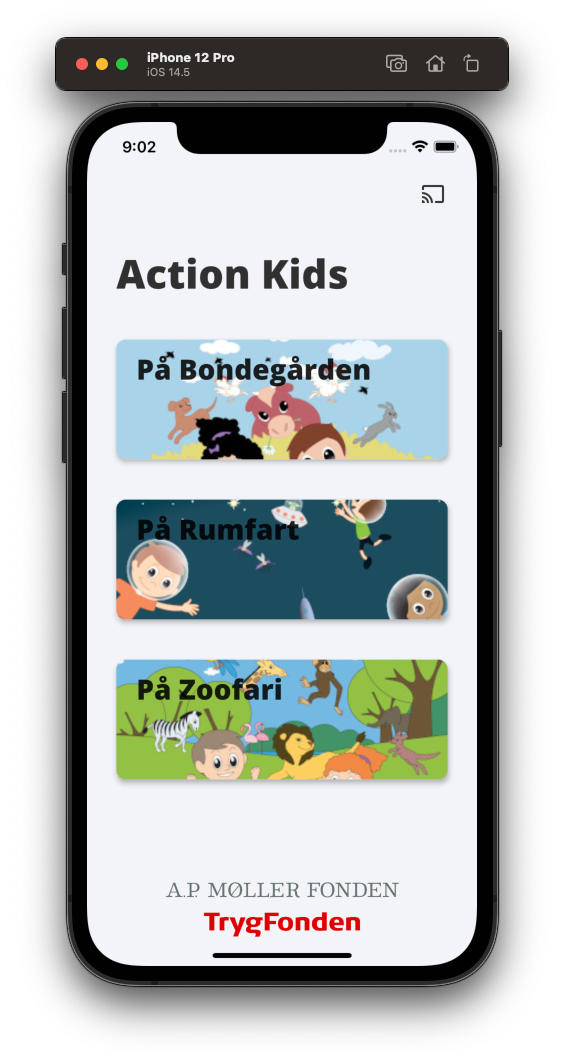 iPhone 12 Pro
iOS 14.5
9:02
Action Kids
På Bondegården
På Rumfart
På Zoofari
A.P. MØLLER FONDEN
TrygFonden